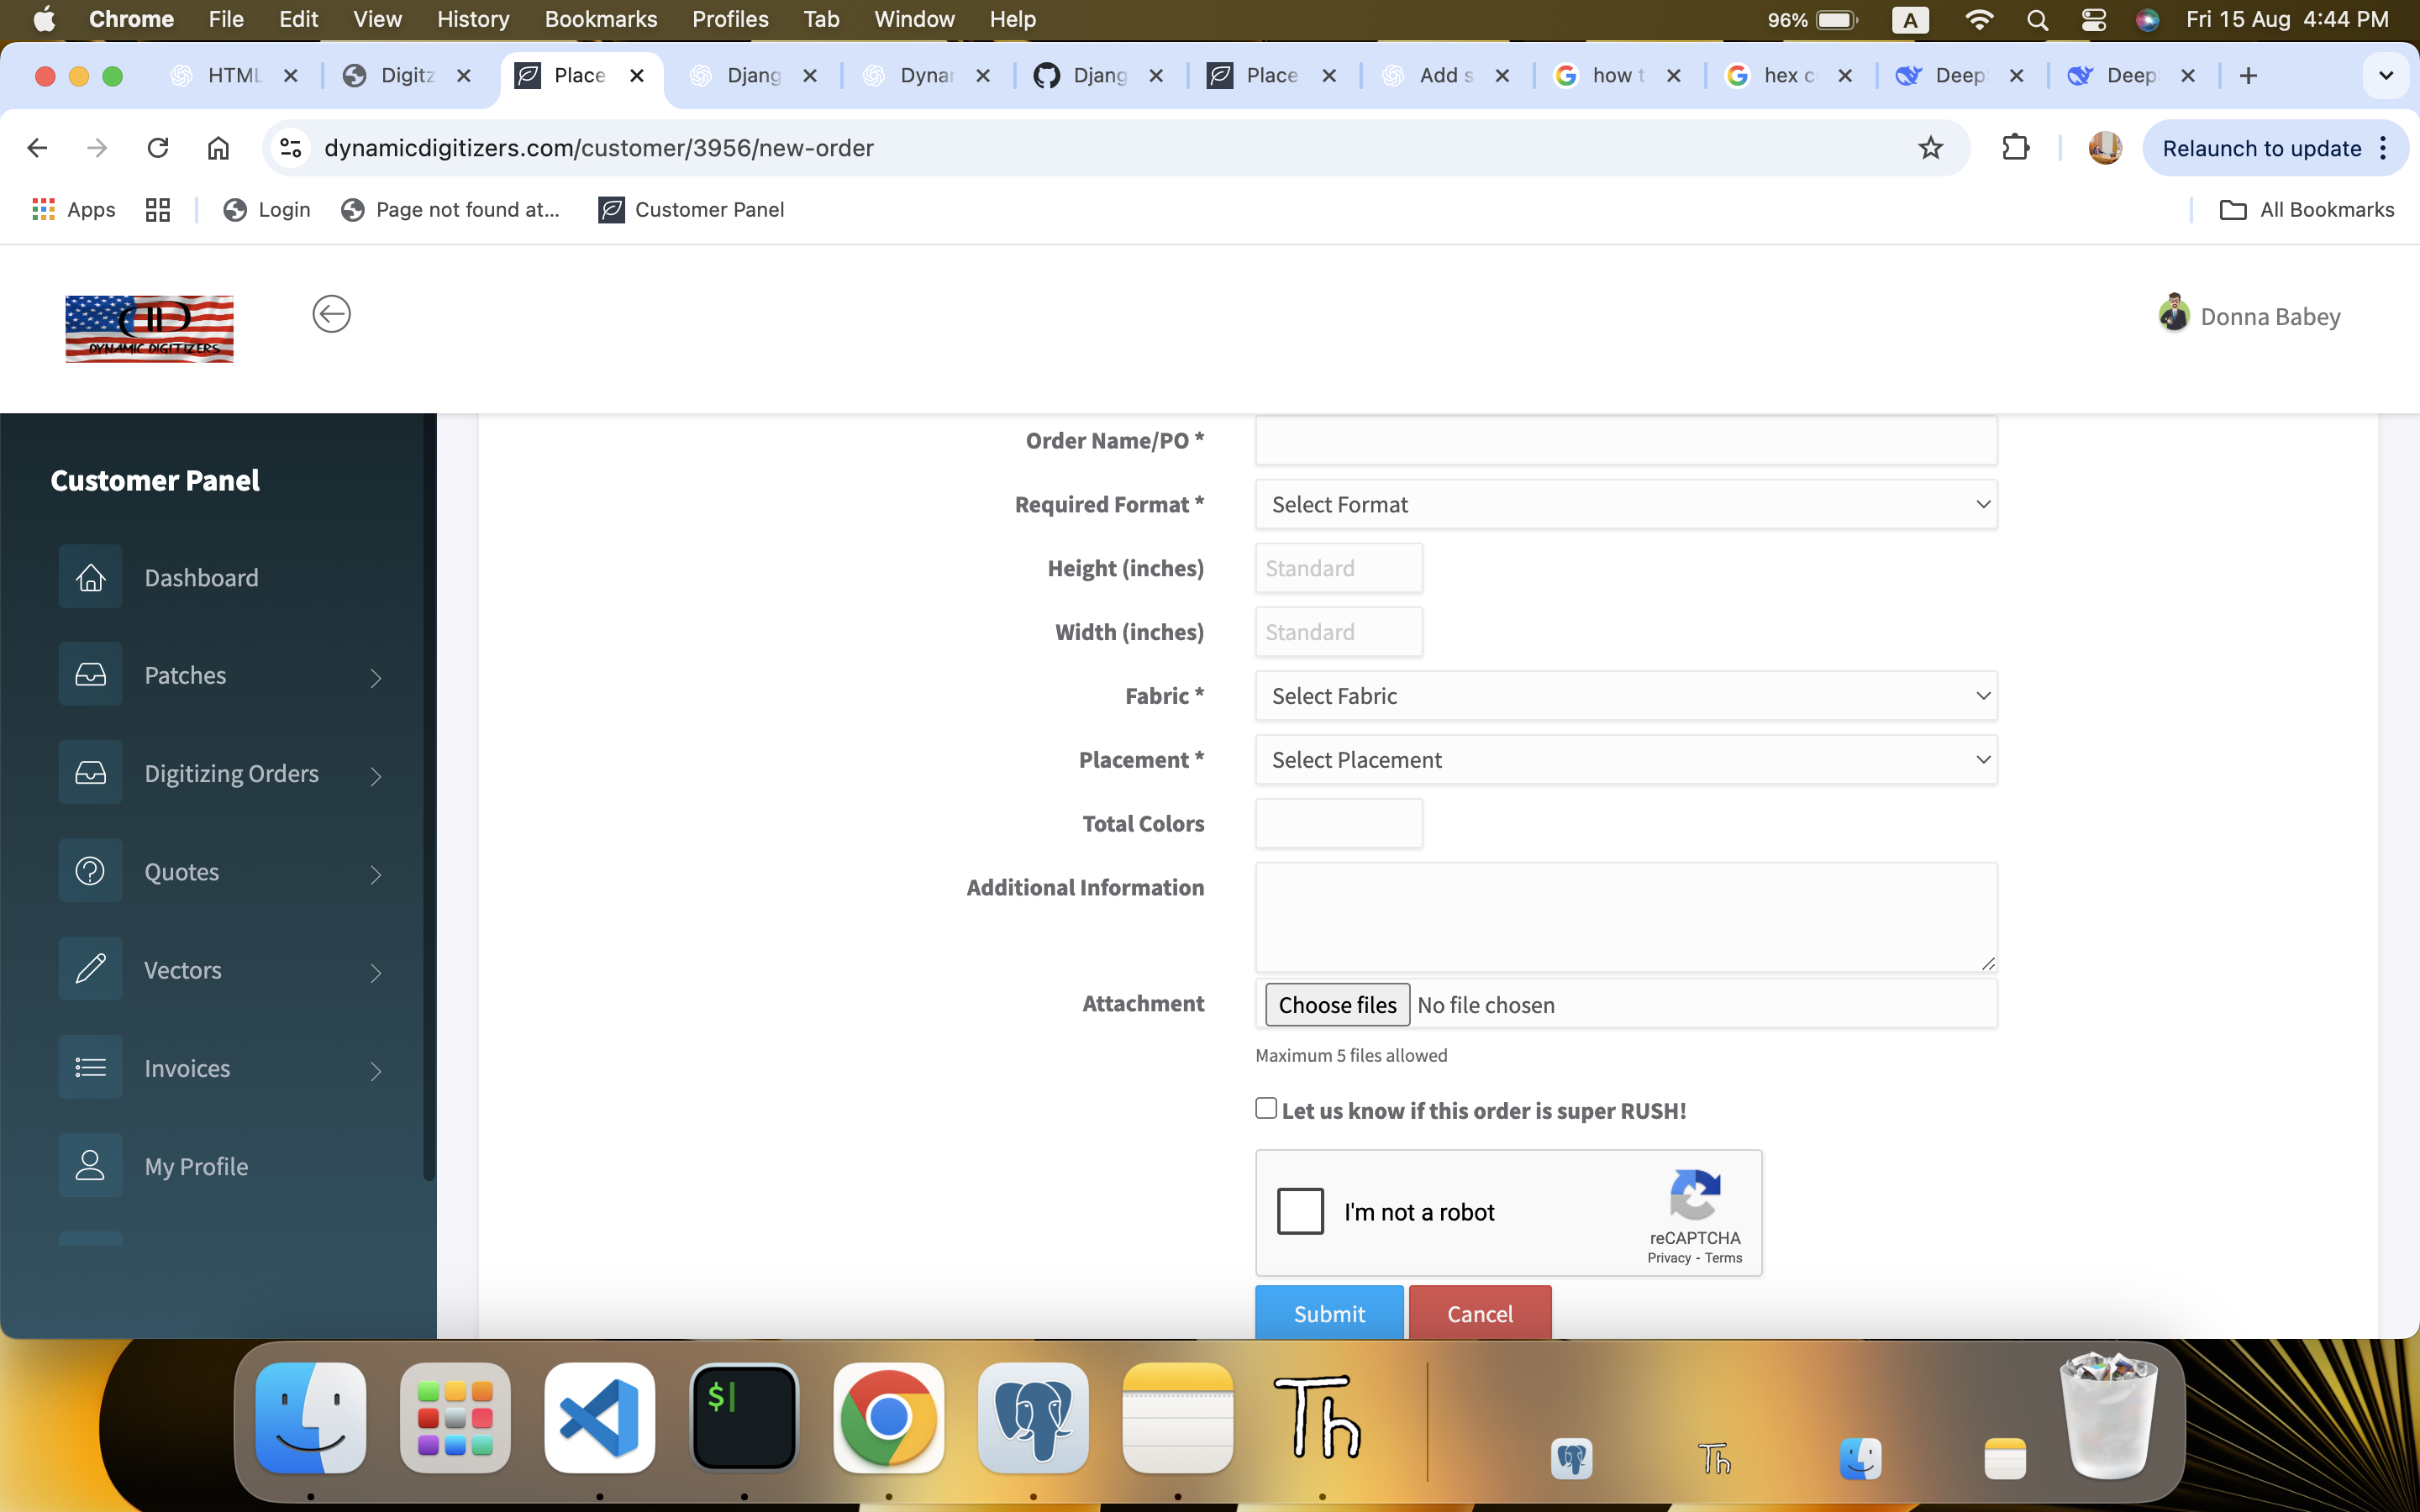 Chrome File Edit View History Bookmarks Profiles Tab Window Help 96% A Fri 15 Aug 4:44 PM
HTML Digitz Place Djang Dynar Djang Place Add s how t hex c Deep Deep
dynamicdigitizers.com/customer/3956/new-order
Relaunch to update
Apps Login Page not found at... Customer Panel All Bookmarks
DYNAMIC DIGITIZERS
Donna Babey
Customer Panel
Dashboard
Patches
Digitizing Orders
Quotes
Vectors
Invoices
My Profile
Order Name/PO *
Required Format * Select Format
Height (inches) Standard
Width (inches) Standard
Fabric * Select Fabric
Placement * Select Placement
Total Colors
Additional Information
Attachment Choose files No file chosen
Maximum 5 files allowed
Let us know if this order is super RUSH!
I'm not a robot
reCAPTCHA
Privacy - Terms
Submit Cancel
$
Th
Th